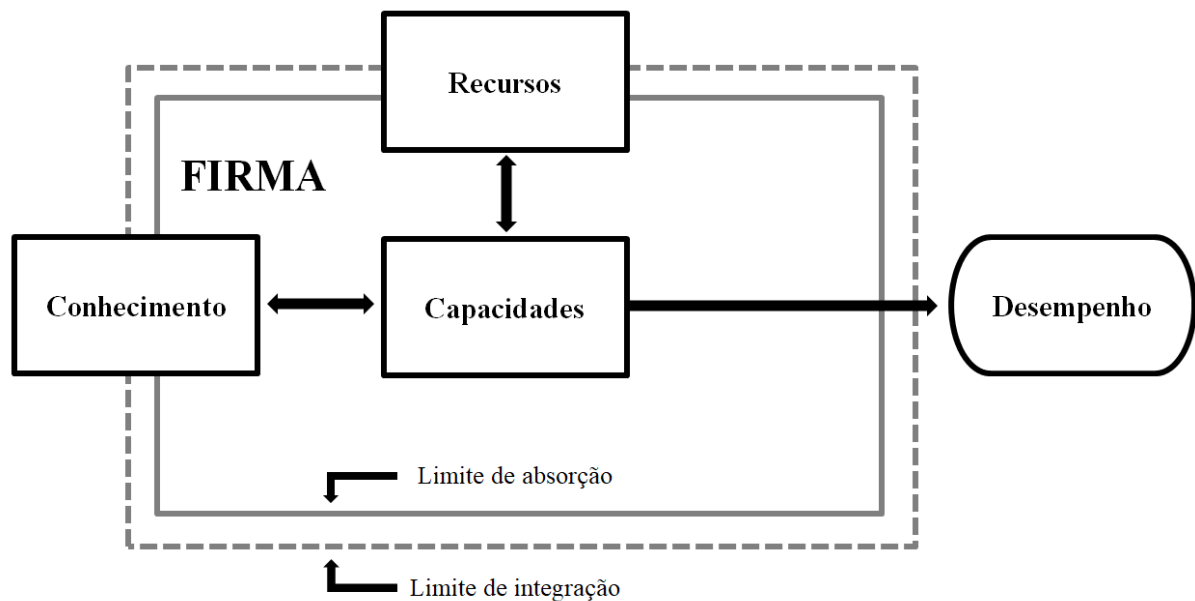 Recursos
FIRMA
Conhecimento
Capacidades
Desempenho
Limite de absorção
Limite de integração